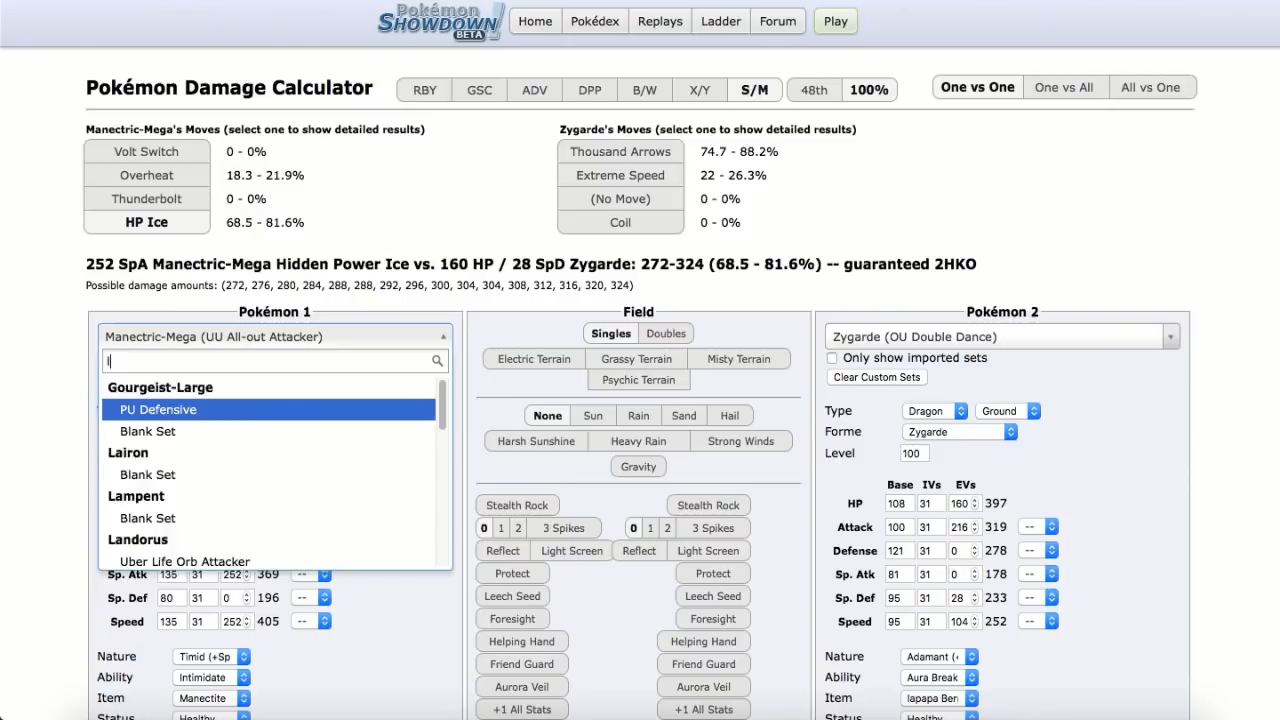 Pokémon
SHOWDOWN!
BETA
Home Pokédex Replays Ladder Forum Play
Pokémon Damage Calculator RBY GSC ADV DPP B/W X/Y S/M 48th 100% One vs One One vs All All vs One
Manectric-Mega's Moves (select one to show detailed results) Zygarde's Moves (select one to show detailed results)
Volt Switch 0 - 0% Thousand Arrows 74.7 - 88.2%
Overheat 18.3 - 21.9% Extreme Speed 22 - 26.3%
Thunderbolt 0 - 0% (No Move) 0 - 0%
HP Ice 68.5 - 81.6% Coil 0 - 0%
252 SpA Manectric-Mega Hidden Power Ice vs. 160 HP / 28 SpD Zygarde: 272-324 (68.5 - 81.6%) -- guaranteed 2HKO
Possible damage amounts: (272, 276, 280, 284, 288, 288, 292, 296, 300, 304, 304, 308, 312, 316, 320, 324)
Pokémon 1 Field Pokémon 2
Manectric-Mega (UU All-out Attacker) Singles Doubles Zygarde (OU Double Dance)
l Electric Terrain Grassy Terrain Misty Terrain Only show imported sets
Gourgeist-Large Psychic Terrain Clear Custom Sets
PU Defensive None Sun Rain Sand Hail Type Dragon Ground
Blank Set Harsh Sunshine Heavy Rain Strong Winds Forme Zygarde
Lairon Gravity Level 100
Blank Set Base IVs EVs
Lampent Stealth Rock Stealth Rock HP 108 31 160 397
Blank Set 0 1 2 3 Spikes 0 1 2 3 Spikes Attack 100 31 216 319 --
Landorus Reflect Light Screen Reflect Light Screen Defense 121 31 0 278 --
Uber Life Orb Attacker
Sp. Atk 135 31 252 369 -- Protect Protect Sp. Atk 81 31 0 178 --
Sp. Def 80 31 0 196 -- Leech Seed Leech Seed Sp. Def 95 31 28 233 --
Speed 135 31 252 405 -- Foresight Foresight Speed 95 31 104 252 --
Helping Hand Helping Hand
Nature Timid (+Sp Friend Guard Friend Guard Nature Adamant (+
Ability Intimidate Aurora Veil Aurora Veil Ability Aura Break
Item Manectite +1 All Stats +1 All Stats Item Iapapa Ber
Status Healthy Status Healthy